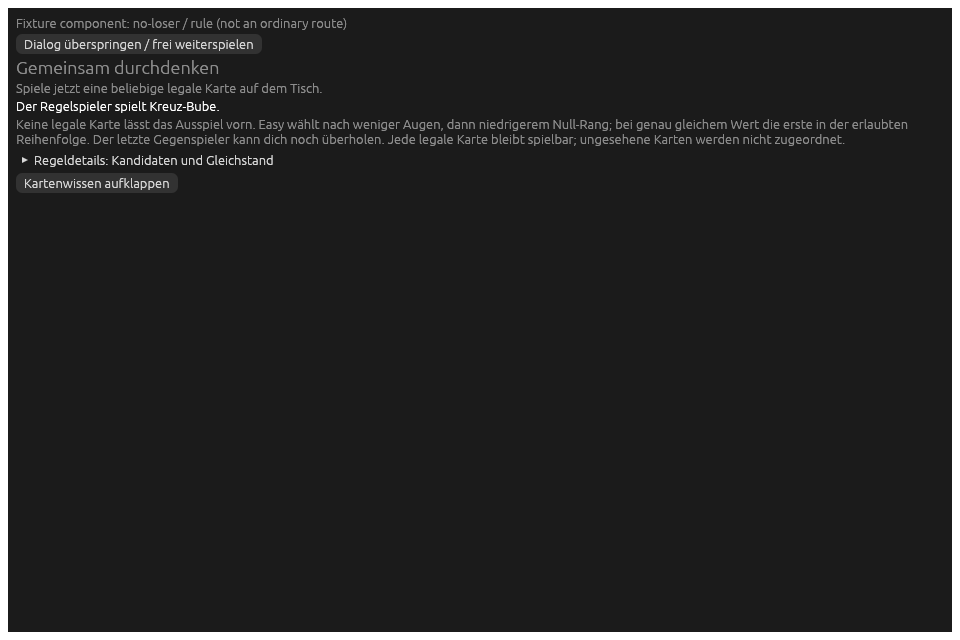 Fixture component: no-loser / rule (not an ordinary route)
Dialog überspringen / frei weiterspielen
Gemeinsam durchdenken
Spiele jetzt eine beliebige legale Karte auf dem Tisch.
Der Regelspieler spielt Kreuz-Bube.
Keine legale Karte lässt das Ausspiel vorn. Easy wählt nach weniger Augen, dann niedrigerem Null-Rang; bei genau gleichem Wert die erste in der erlaubten
Reihenfolge. Der letzte Gegenspieler kann dich noch überholen. Jede legale Karte bleibt spielbar; ungesehene Karten werden nicht zugeordnet.
Regeldetails: Kandidaten und Gleichstand
Kartenwissen aufklappen